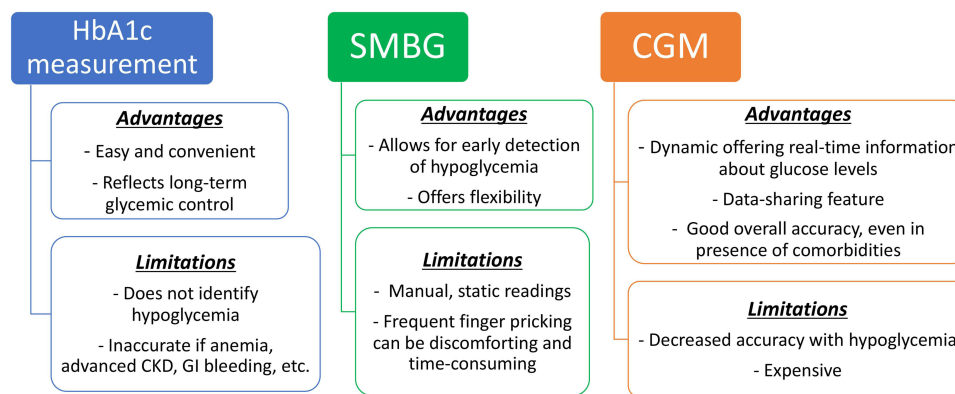 HbA1c
measurement
Advantages
- Easy and convenient
- Reflects long-term
glycemic control
Limitations
- Does not identify
hypoglycemia
- Inaccurate if anemia,
advanced CKD, GI bleeding, etc.
SMBG
Advantages
- Allows for early detection
of hypoglycemia
- Offers flexibility
Limitations
- Manual, static readings
- Frequent finger pricking
can be discomforting and
time-consuming
CGM
Advantages
- Dynamic offering real-time information
about glucose levels
- Data-sharing feature
- Good overall accuracy, even in
presence of comorbidities
Limitations
- Decreased accuracy with hypoglycemia
- Expensive